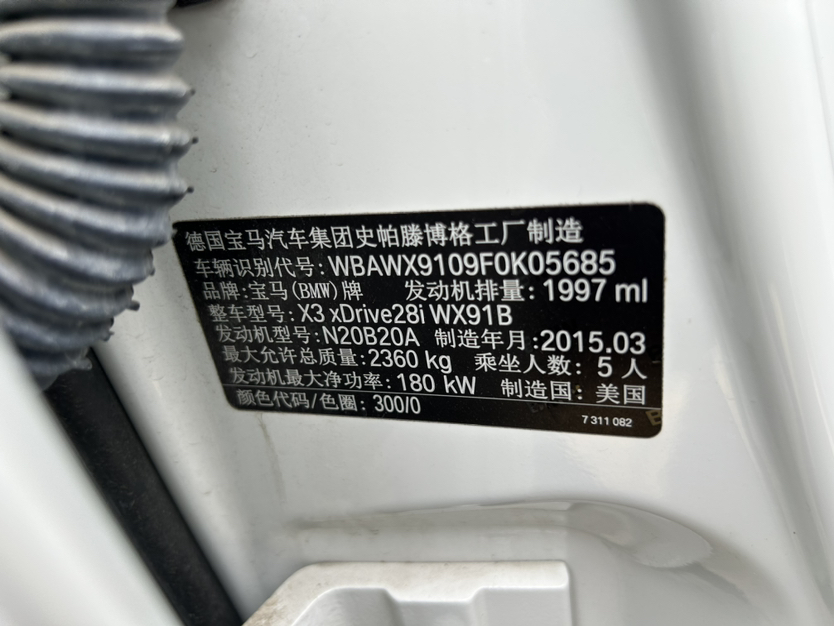 德国宝马汽车集团史帕滕博格工厂制造
车辆识别代号: WBAWX9109F0K05685
品牌:宝马(BMW)牌 发动机排量: 1997 ml
整车型号: X3 xDrive28i WX91B
发动机型号: N20B20A 制造年月: 2015.03
最大允许总质量: 2360 kg 乘坐人数: 5 人
发动机最大净功率: 180 kW 制造国: 美国
颜色代码/色圈: 300/0
7 311 082